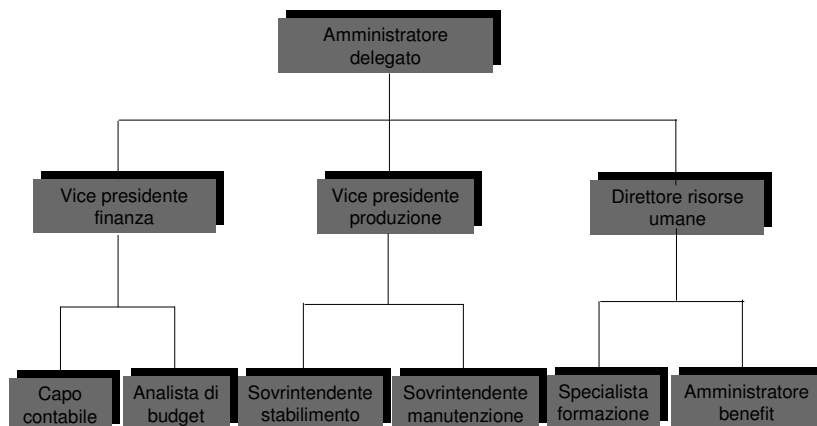 Amministratore
delegato
Vice presidente
finanza
Vice presidente
produzione
Direttore risorse
umane
Capo
contabile
Analista di
budget
Sovrintendente
stabilimento
Sovrintendente
manutenzione
Specialista
formazione
Amministratore
benefit